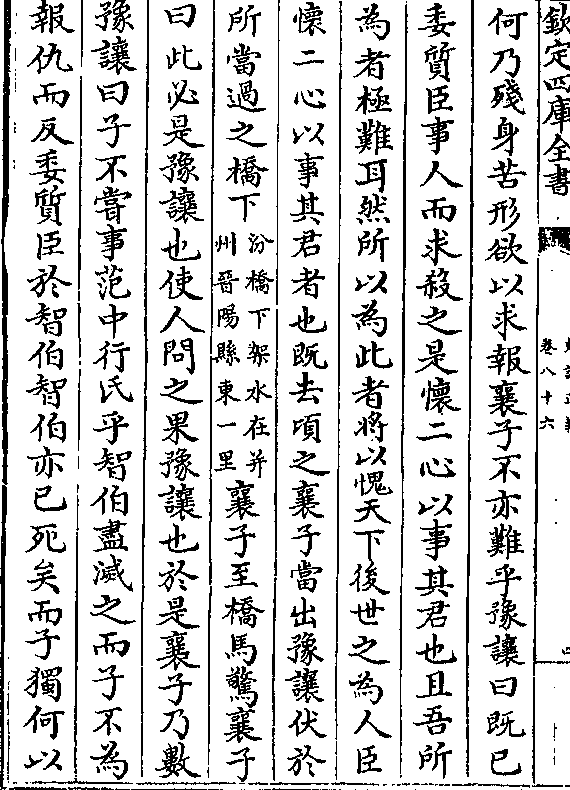 欽定四庫全書
卷八十六
何乃殘身苦形欲以求報襄子不亦難乎豫讓曰既已
委質臣事人而求殺之是懷二心以事其君也且吾所
為者極難耳然所以為此者將以愧天下後世之為人臣
懷二心以事其君者也既去頃之襄子當出豫讓伏於
所當過之橋下汾橋下架水在并州晉陽縣東一里襄子至橋馬驚襄子
曰此必是豫讓也使人問之果豫讓也於是襄子乃數
豫讓曰子不嘗事范中行氏乎智伯盡滅之而子不為
報仇而反委質臣於智伯智伯亦已死矣而子獨何以